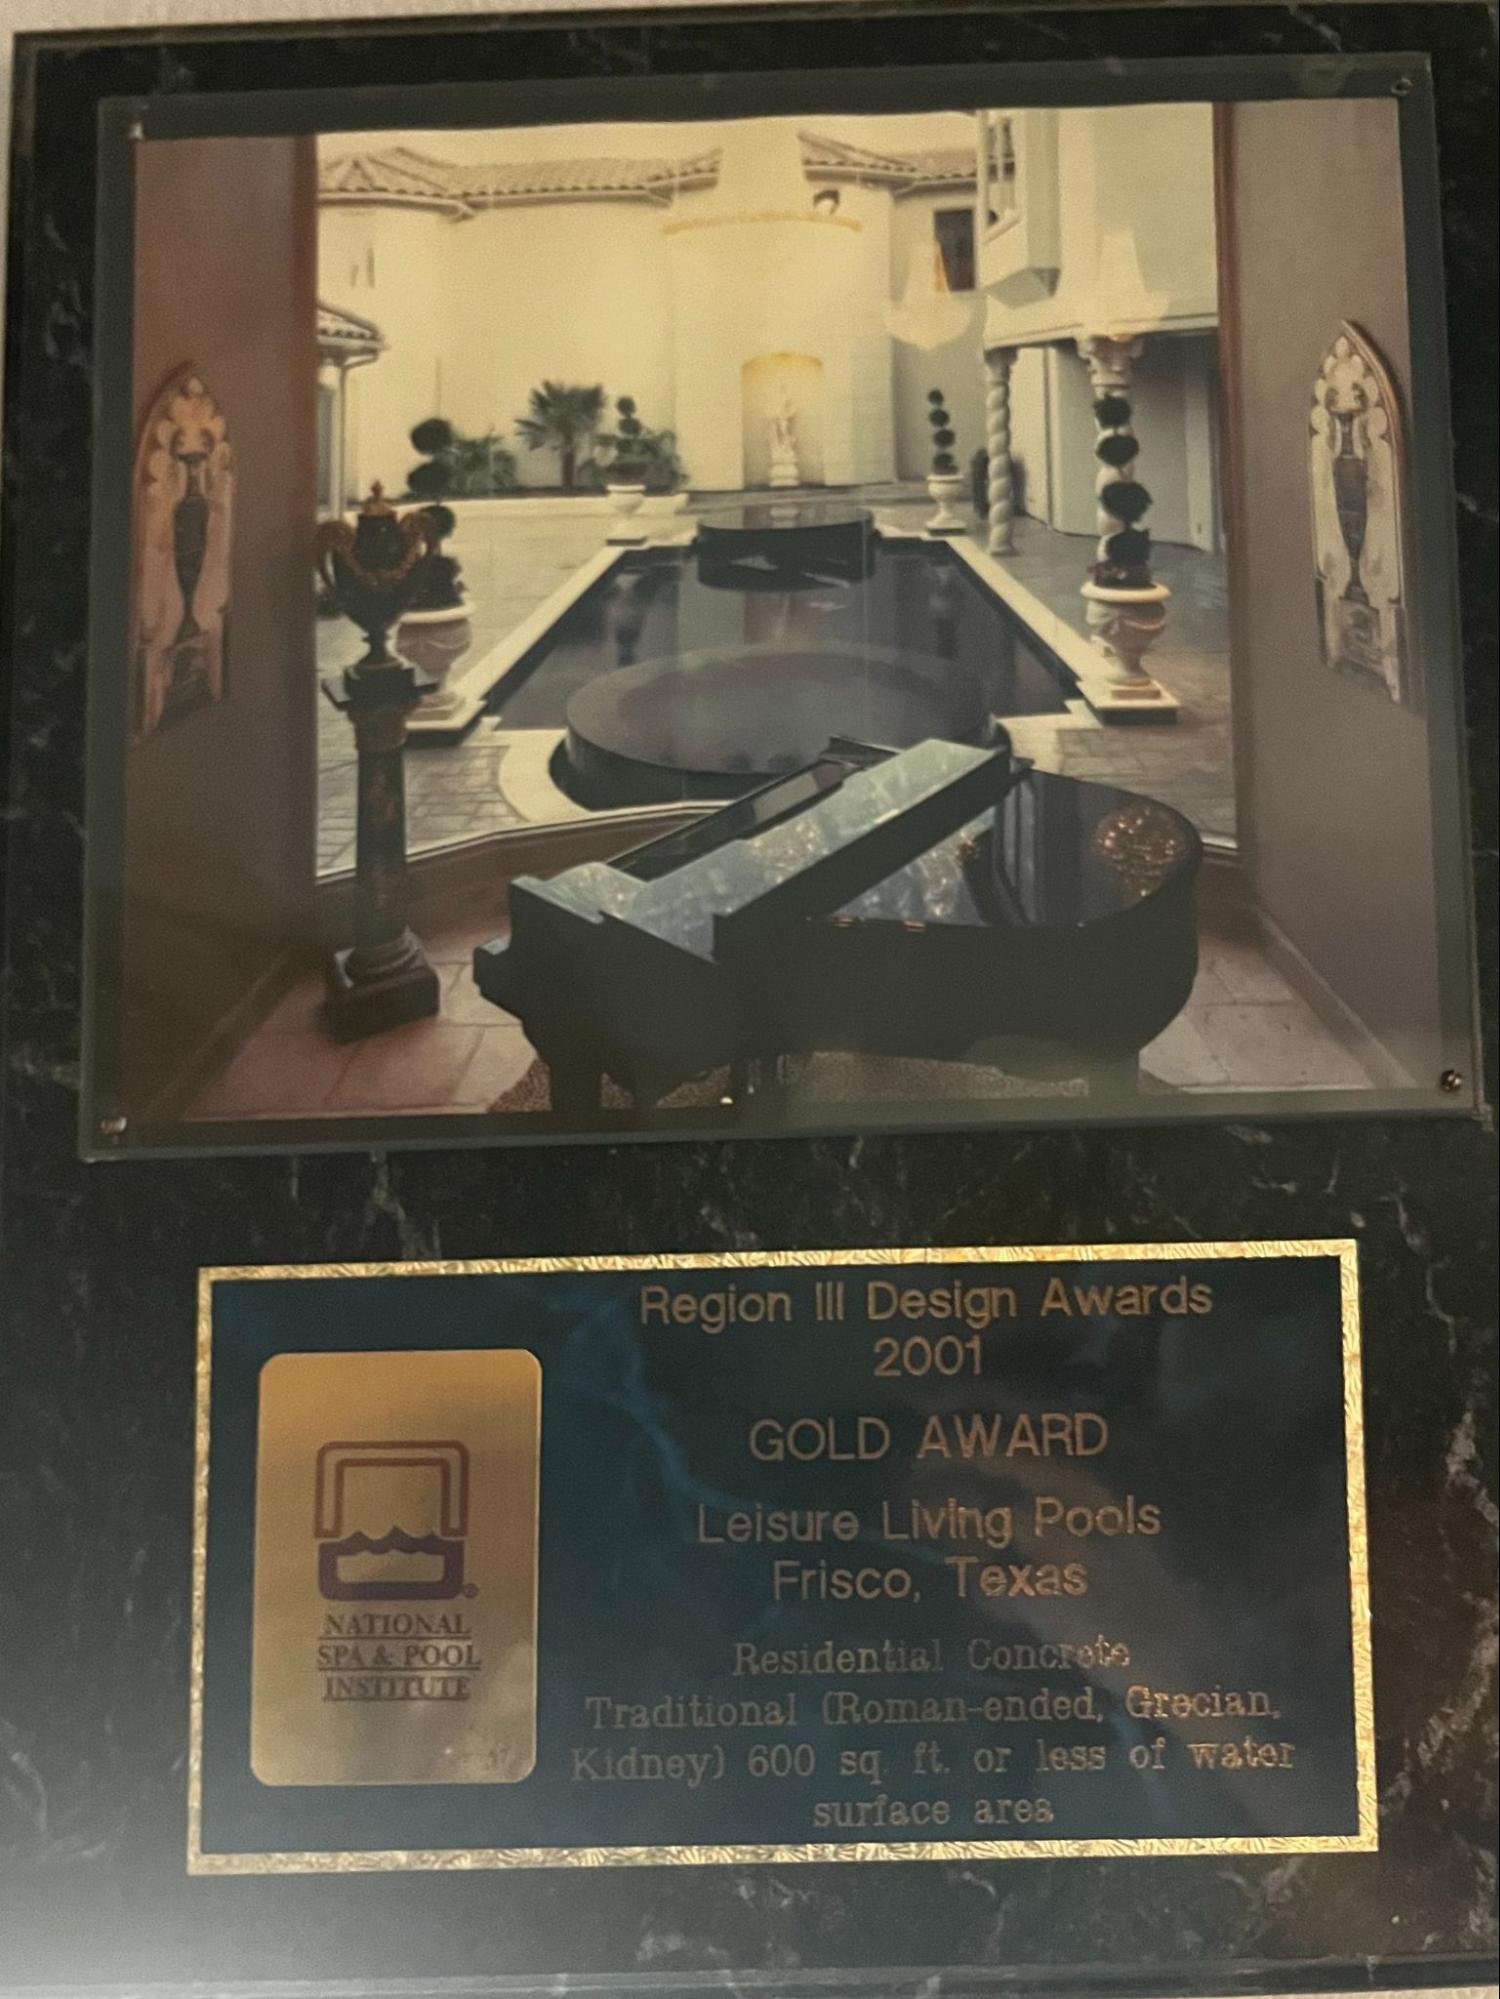 Region III Design Awards
2001
GOLD AWARD
Leisure Living Pools
Frisco, Texas
Residential Concrete
Traditional (Roman-ended, Grecian,
Kidney) 600 sq. ft. or less of water
surface area
®
NATIONAL
SPA & POOL
INSTITUTE